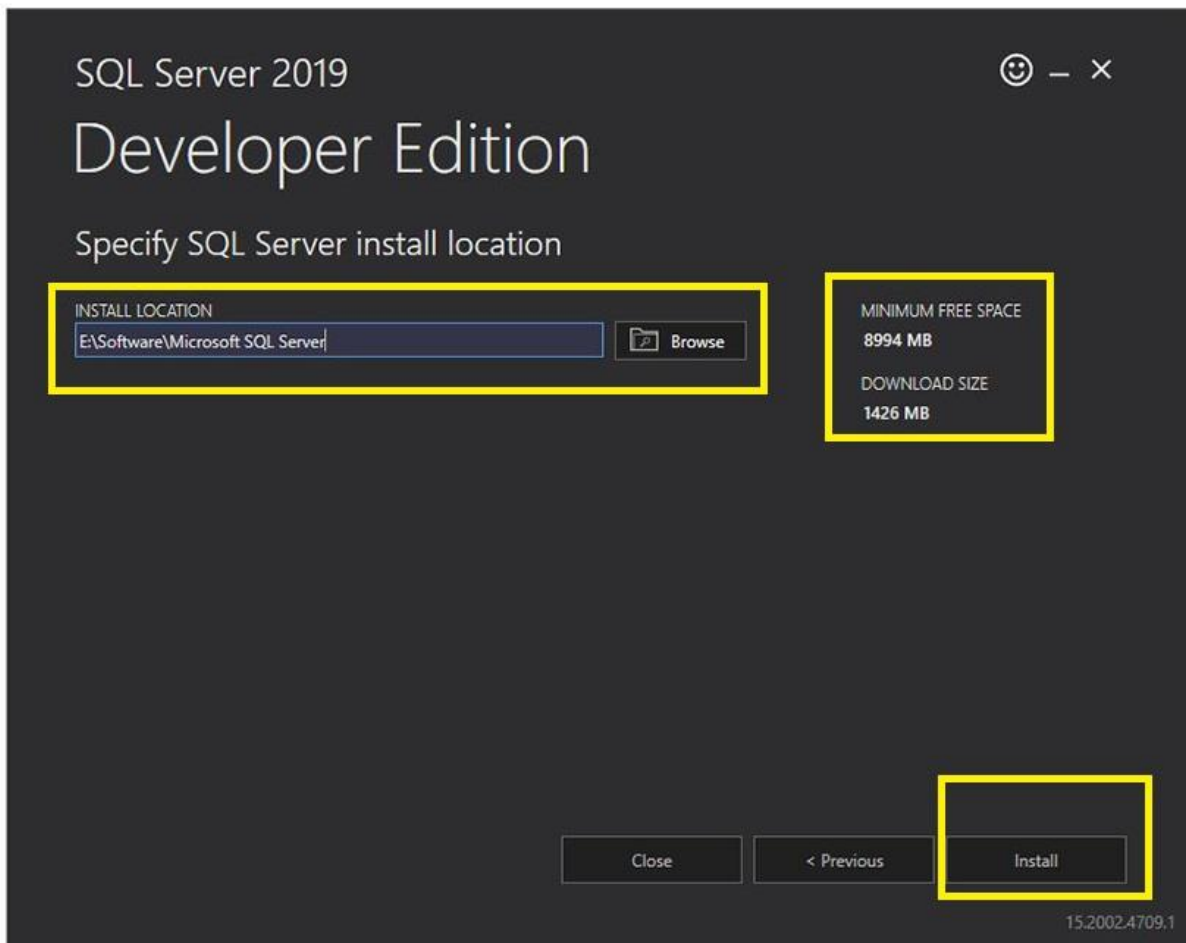 SQL Server 2019
Developer Edition
Specify SQL Server install location
INSTALL LOCATION
E:\Software\Microsoft SQL Server
Browse
MINIMUM FREE SPACE
8994 MB
DOWNLOAD SIZE
1426 MB
Close
< Previous
Install
15.2002.4709.1